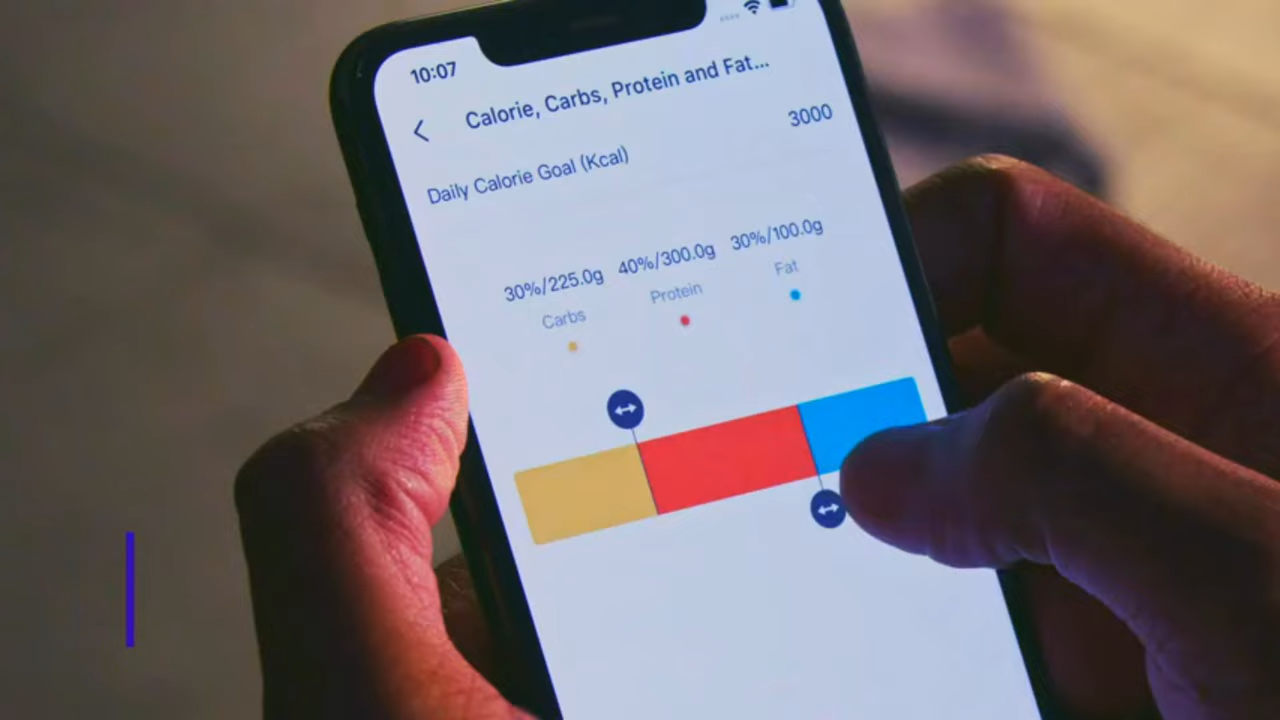 10:07
Calorie, Carbs, Protein and Fat...
Daily Calorie Goal (Kcal) 3000
30%/225.0g 40%/300.0g 30%/100.0g
Carbs Protein Fat